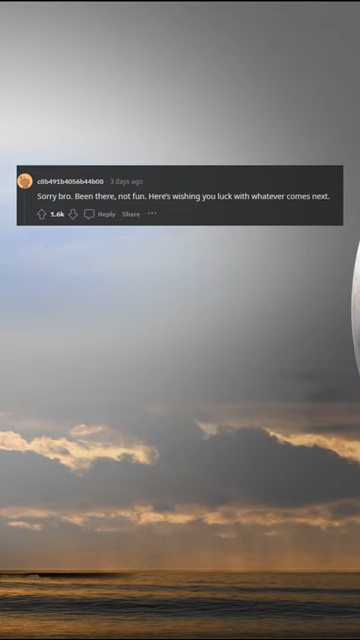 c8b491b4056b44b08 · 3 days ago
Sorry bro. Been there, not fun. Here's wishing you luck with whatever comes next.
1.6k Reply Share ...